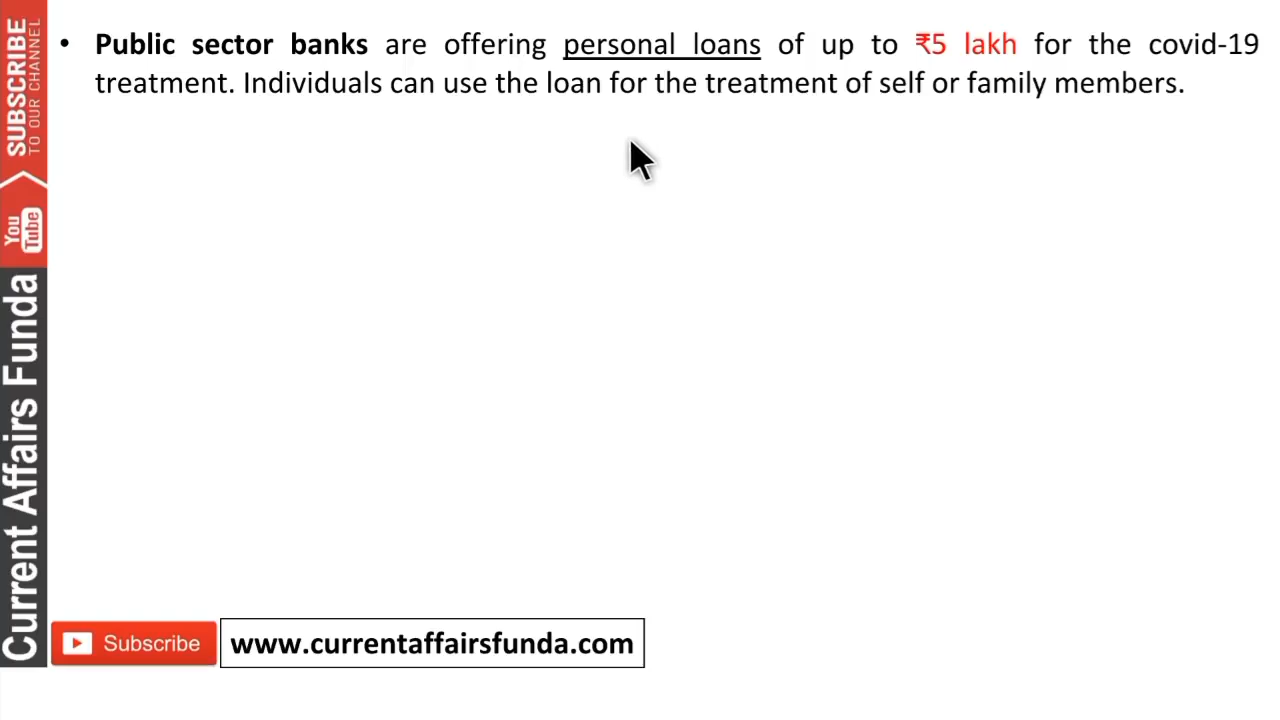 • Public sector banks are offering personal loans of up to ₹5 lakh for the covid-19
treatment. Individuals can use the loan for the treatment of self or family members.
SUBSCRIBE
TO OUR CHANNEL
You
Tube
Current Affairs Funda
Subscribe
www.currentaffairsfunda.com